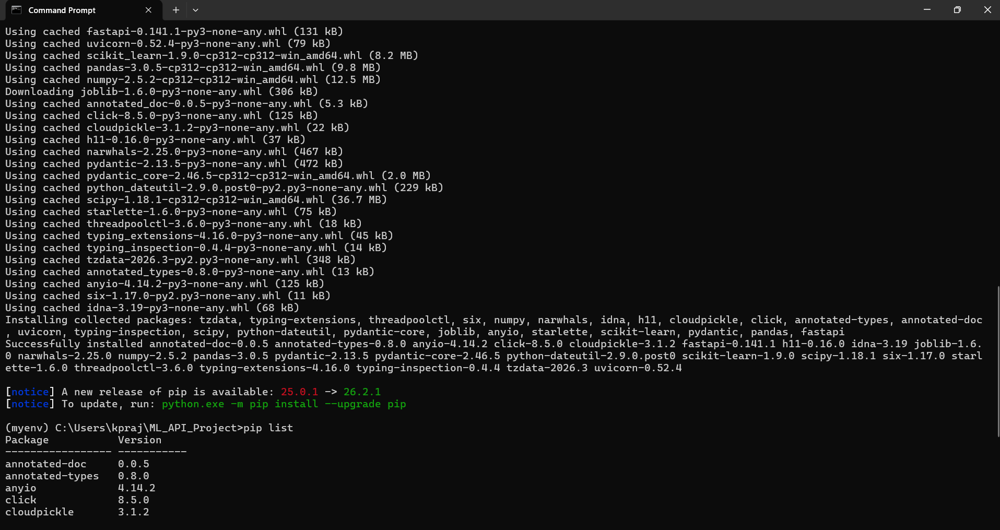 Command Prompt
Using cached fastapi-0.141.1-py3-none-any.whl (131 kB)
Using cached uvicorn-0.52.4-py3-none-any.whl (79 kB)
Using cached scikit_learn-1.9.0-cp312-cp312-win_amd64.whl (8.2 MB)
Using cached pandas-3.0.5-cp312-cp312-win_amd64.whl (9.8 MB)
Using cached numpy-2.5.2-cp312-cp312-win_amd64.whl (12.5 MB)
Downloading joblib-1.6.0-py3-none-any.whl (306 kB)
Using cached annotated_doc-0.0.5-py3-none-any.whl (5.3 kB)
Using cached click-8.5.0-py3-none-any.whl (125 kB)
Using cached cloudpickle-3.1.2-py3-none-any.whl (22 kB)
Using cached h11-0.16.0-py3-none-any.whl (37 kB)
Using cached narwhals-2.25.0-py3-none-any.whl (467 kB)
Using cached pydantic-2.13.5-py3-none-any.whl (472 kB)
Using cached pydantic_core-2.46.5-cp312-cp312-win_amd64.whl (2.0 MB)
Using cached python_dateutil-2.9.0.post0-py2.py3-none-any.whl (229 kB)
Using cached scipy-1.18.1-cp312-cp312-win_amd64.whl (36.7 MB)
Using cached starlette-1.6.0-py3-none-any.whl (75 kB)
Using cached threadpoolctl-3.6.0-py3-none-any.whl (18 kB)
Using cached typing_extensions-4.16.0-py3-none-any.whl (45 kB)
Using cached typing_inspection-0.4.4-py3-none-any.whl (14 kB)
Using cached tzdata-2026.3-py2.py3-none-any.whl (348 kB)
Using cached annotated_types-0.8.0-py3-none-any.whl (13 kB)
Using cached anyio-4.14.2-py3-none-any.whl (125 kB)
Using cached six-1.17.0-py2.py3-none-any.whl (11 kB)
Using cached idna-3.19-py3-none-any.whl (68 kB)
Installing collected packages: tzdata, typing-extensions, threadpoolctl, six, numpy, narwhals, idna, h11, cloudpickle, click, annotated-types, annotated-doc
, uvicorn, typing-inspection, scipy, python-dateutil, pydantic-core, joblib, anyio, starlette, scikit-learn, pydantic, pandas, fastapi
Successfully installed annotated-doc-0.0.5 annotated-types-0.8.0 anyio-4.14.2 click-8.5.0 cloudpickle-3.1.2 fastapi-0.141.1 h11-0.16.0 idna-3.19 joblib-1.6.
0 narwhals-2.25.0 numpy-2.5.2 pandas-3.0.5 pydantic-2.13.5 pydantic-core-2.46.5 python-dateutil-2.9.0.post0 scikit-learn-1.9.0 scipy-1.18.1 six-1.17.0 starl
ette-1.6.0 threadpoolctl-3.6.0 typing-extensions-4.16.0 typing-inspection-0.4.4 tzdata-2026.3 uvicorn-0.52.4
[notice] A new release of pip is available: 25.0.1 -> 26.2.1
[notice] To update, run: python.exe -m pip install --upgrade pip
(myenv) C:\Users\kpraj\ML_API_Project>pip list
Package           Version
----------------- -----------
annotated-doc     0.0.5
annotated-types   0.8.0
anyio             4.14.2
click             8.5.0
cloudpickle       3.1.2